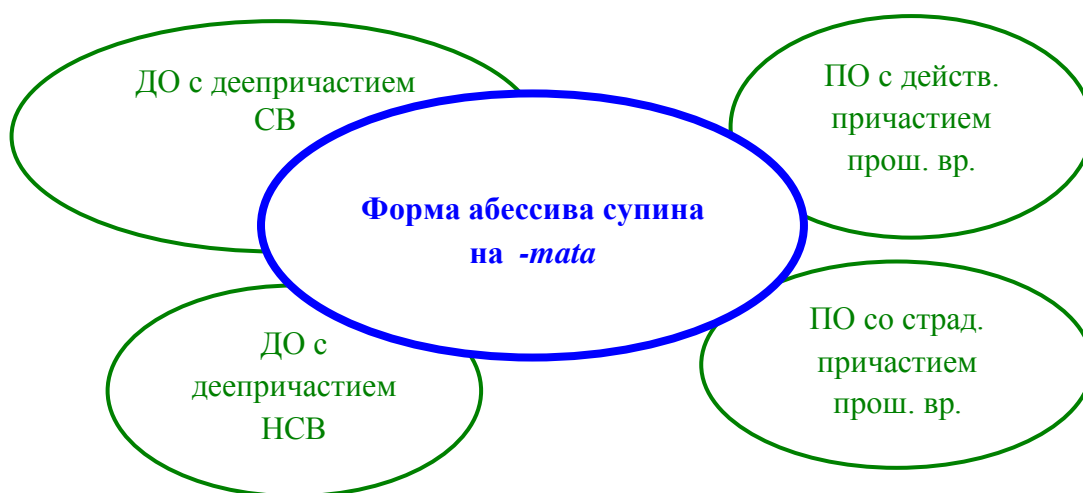 ДО с деепричастием
СВ
ПО с действ.
причастием
прош. вр.
Форма абессива супина
на -mata
ДО с
деепричастием
НСВ
ПО со страд.
причастием
прош. вр.